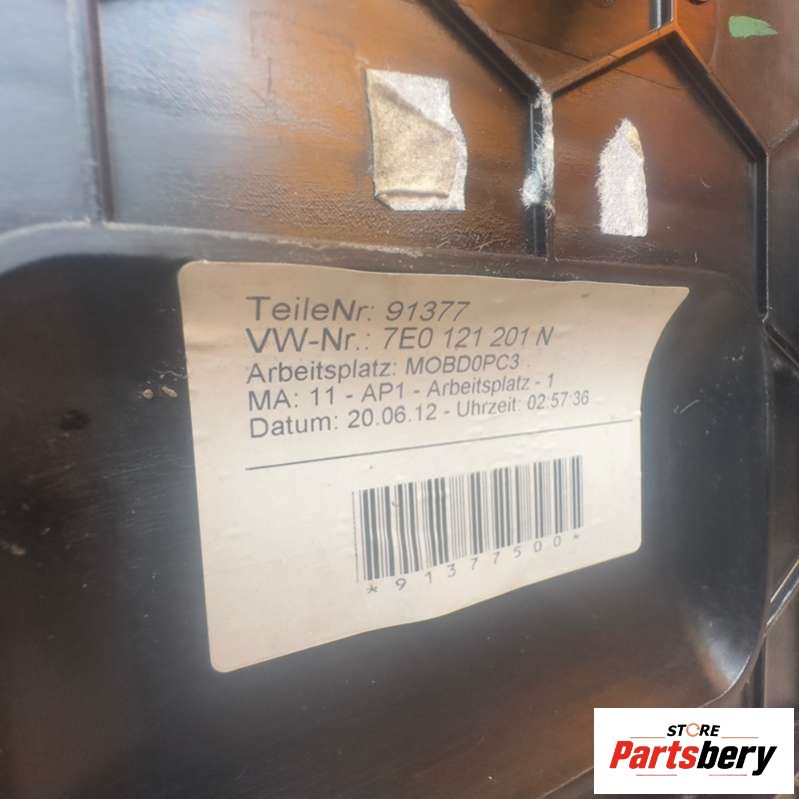 TeileNr: 91377
VW-Nr.: 7E0 121 201 N
Arbeitsplatz: MOBD0PC3
MA: 11 - AP1 - Arbeitsplatz - 1
Datum: 20.06.12 - Uhrzeit: 02:57:36
*91377500*
STORE
Partsbery